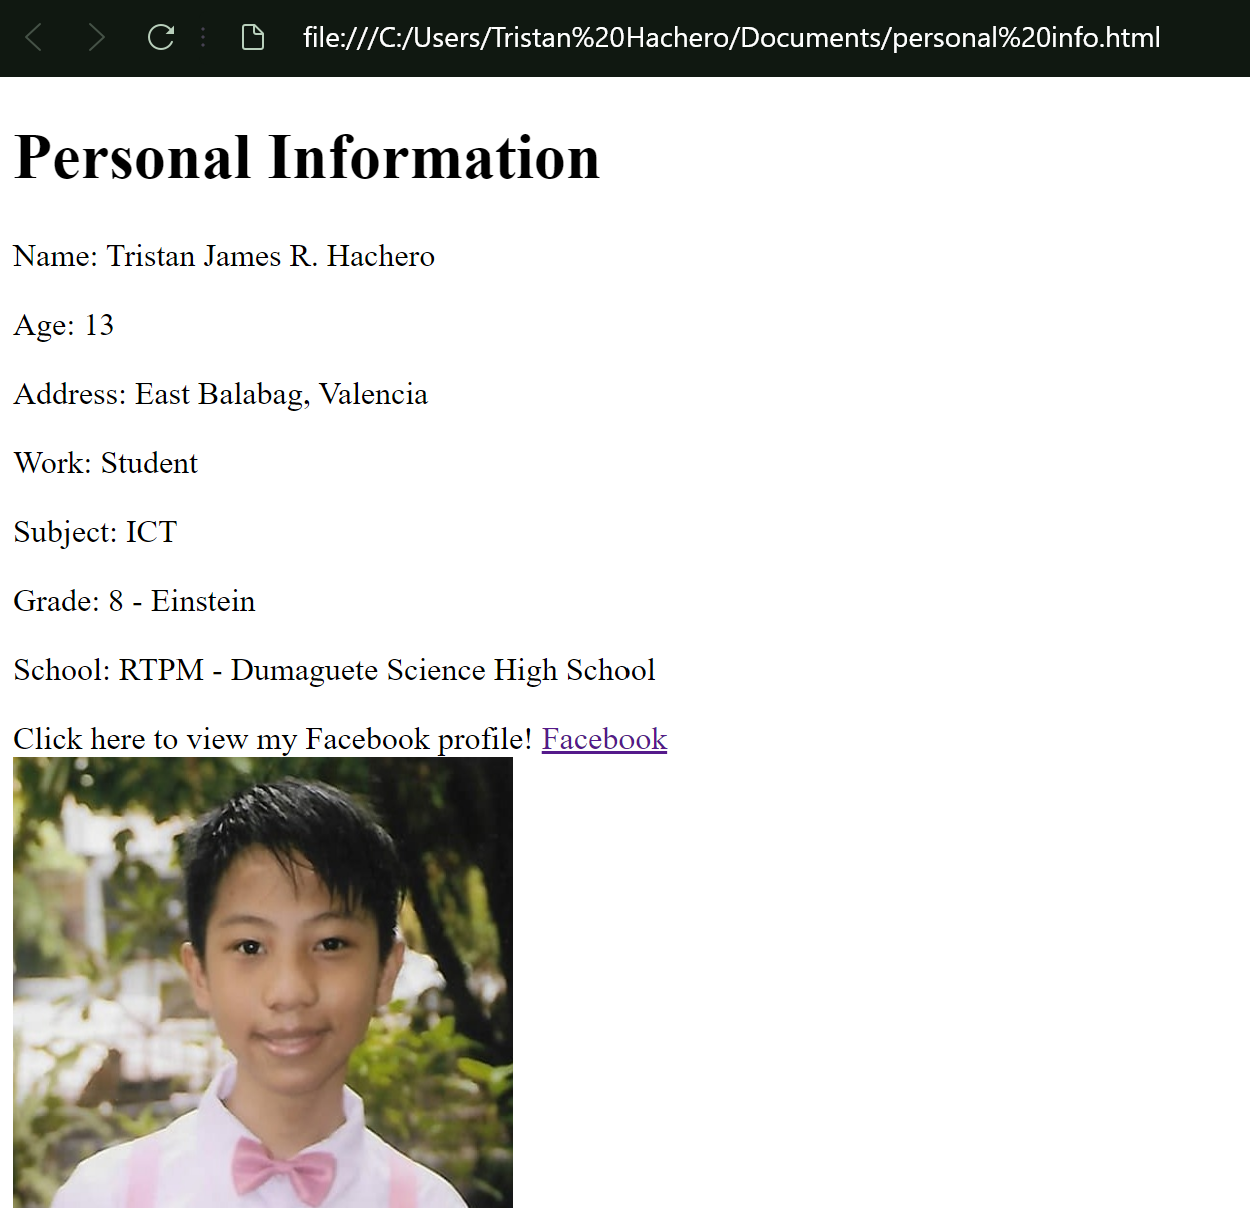 file:///C:/Users/Tristan%20Hachero/Documents/personal%20info.html
Personal Information
Name: Tristan James R. Hachero
Age: 13
Address: East Balabag, Valencia
Work: Student
Subject: ICT
Grade: 8 - Einstein
School: RTPM - Dumaguete Science High School
Click here to view my Facebook profile! Facebook